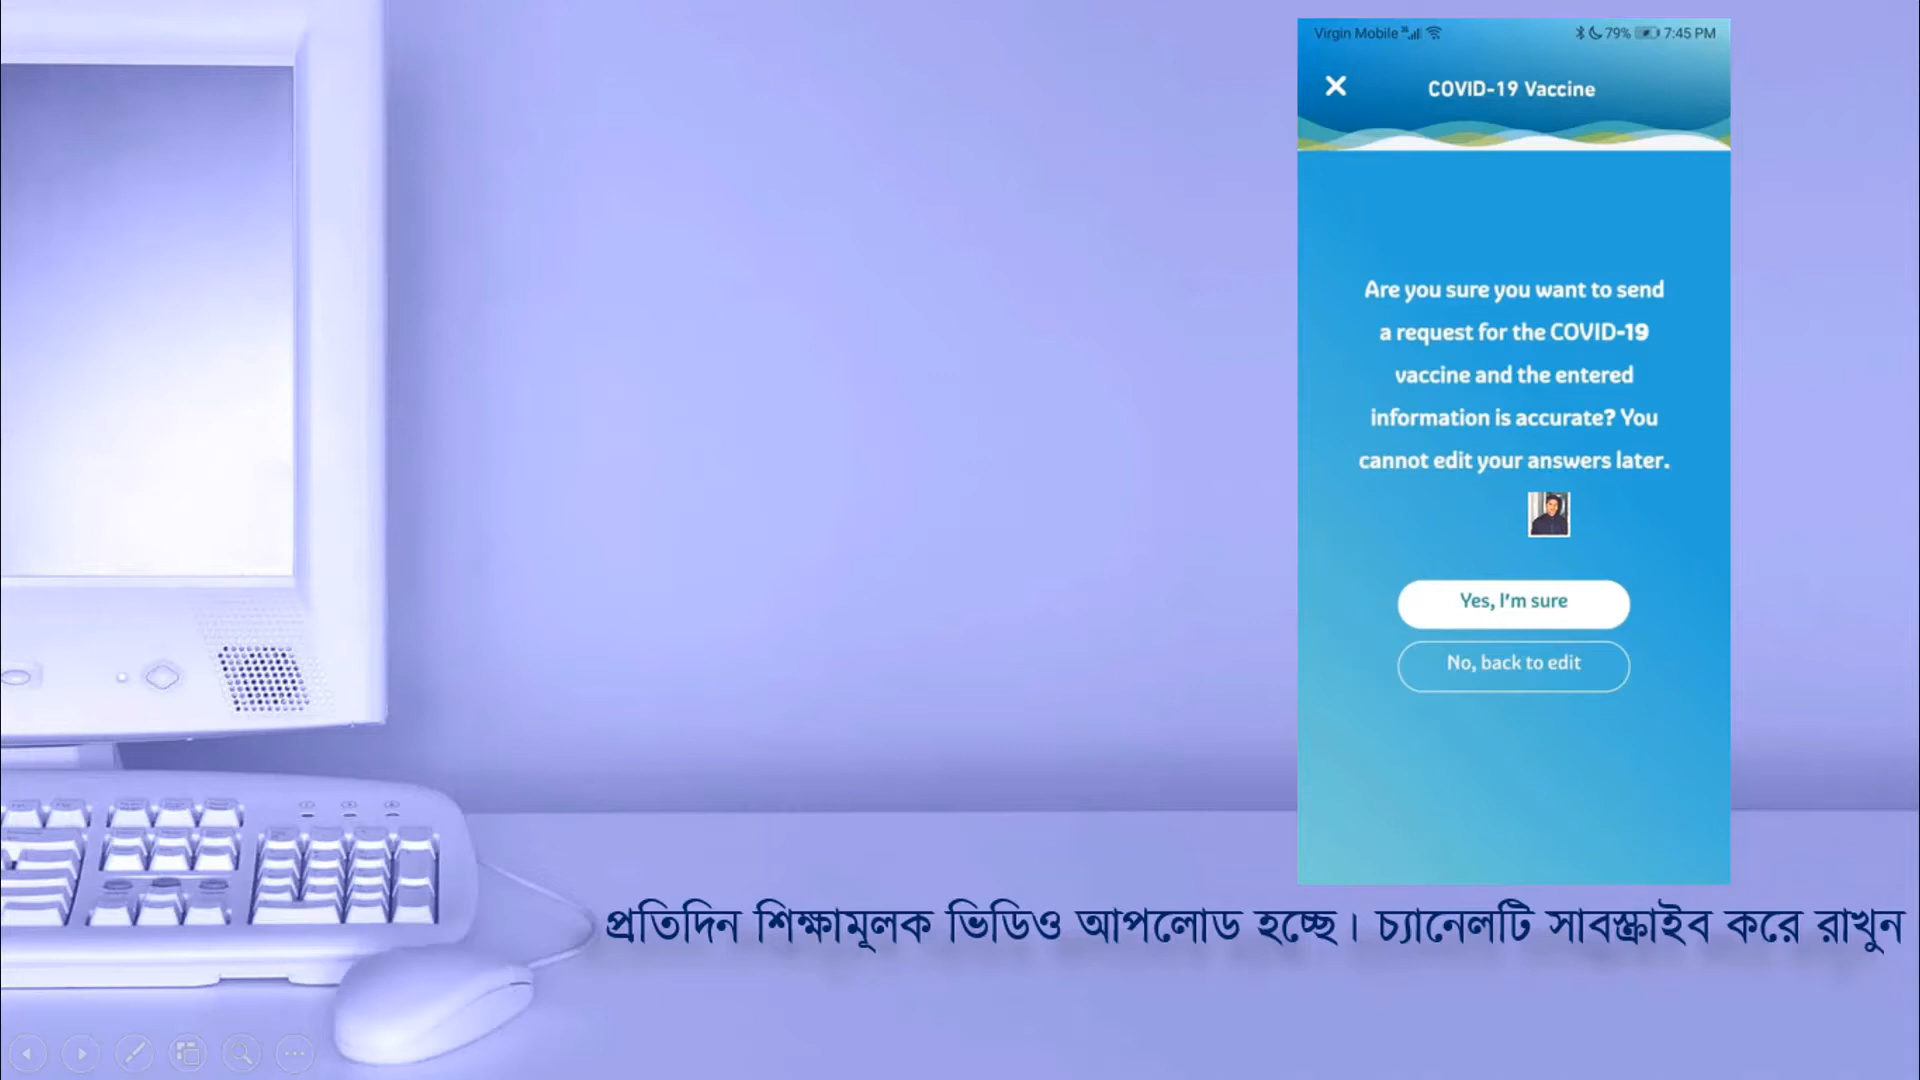 Virgin Mobile
79% 7:45 PM
COVID-19 Vaccine
Are you sure you want to send
a request for the COVID-19
vaccine and the entered
information is accurate? You
cannot edit your answers later.
Yes, I'm sure
No, back to edit
প্রতিদিন শিক্ষামূলক ভিডিও আপলোড হচ্ছে। চ্যানেলটি সাবস্ক্রাইব করে রাখুন